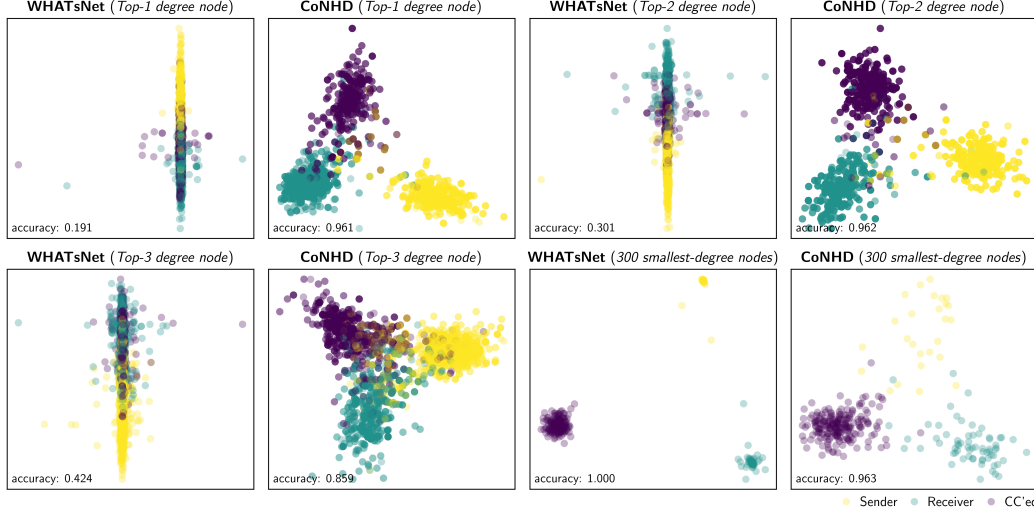 WHATsNet (Top-1 degree node)
CoNHD (Top-1 degree node)
WHATsNet (Top-2 degree node)
CoNHD (Top-2 degree node)
accuracy: 0.191
accuracy: 0.961
accuracy: 0.301
accuracy: 0.962
WHATsNet (Top-3 degree node)
CoNHD (Top-3 degree node)
WHATsNet (300 smallest-degree nodes)
CoNHD (300 smallest-degree nodes)
accuracy: 0.424
accuracy: 0.859
accuracy: 1.000
accuracy: 0.963
Sender Receiver CC'ed